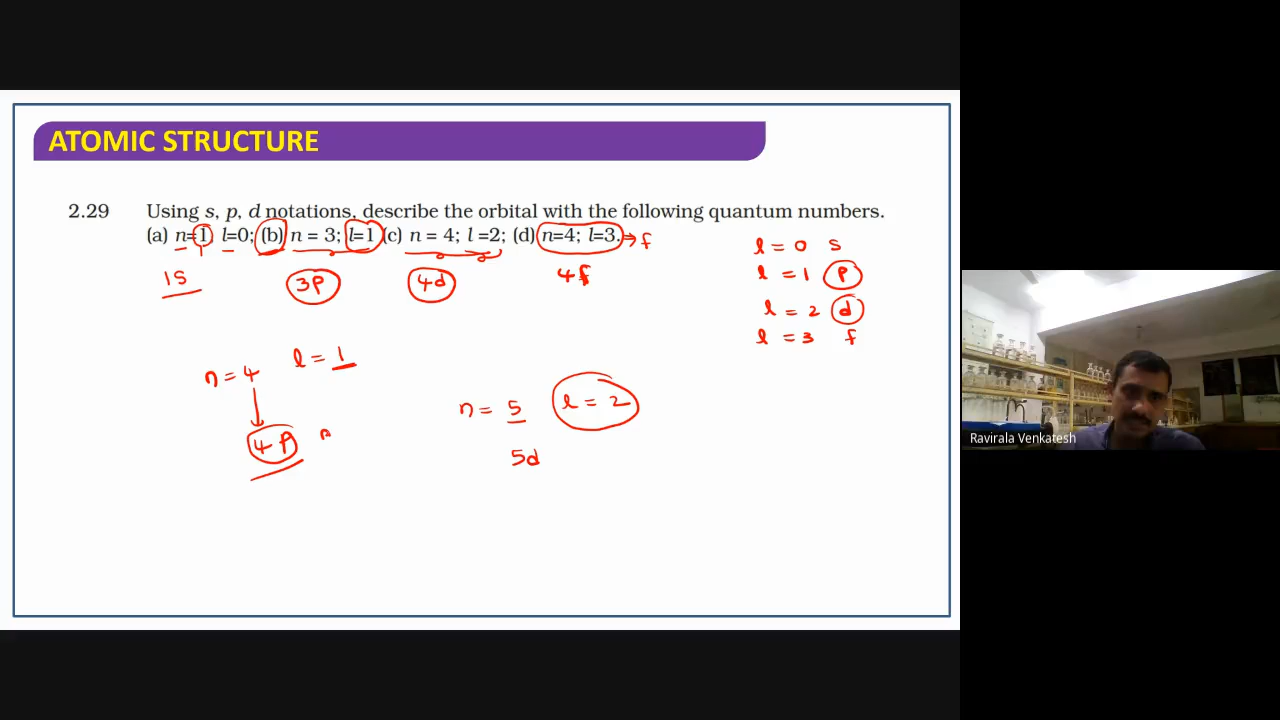 ATOMIC STRUCTURE
2.29 Using s, p, d notations, describe the orbital with the following quantum numbers.
(a) n=1, l=0; (b) n = 3; l=1 (c) n = 4; l =2; (d) n=4; l=3. → f
1S 3P 4d 4f
l = 0 s
l = 1 p
l = 2 d
l = 3 f
n = 4 l = 1
4P n
n = 5 l = 2
5d
Ravirala Venkatesh